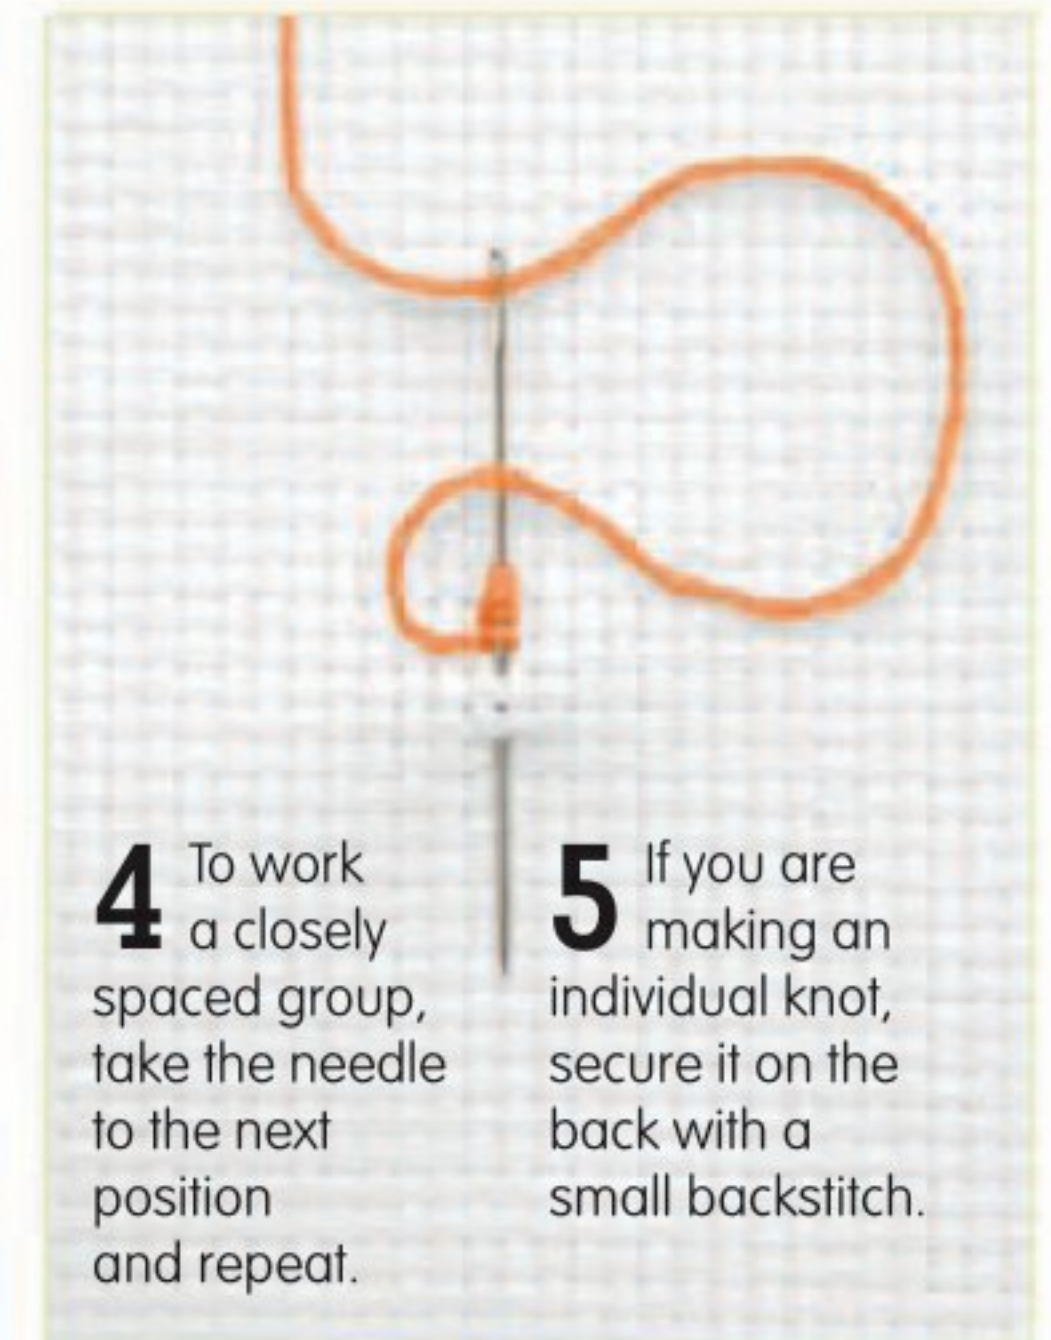 4 To work
a closely
spaced group,
take the needle
to the next
position
and repeat.
5 If you are
making an
individual knot,
secure it on the
back with a
small backstitch.